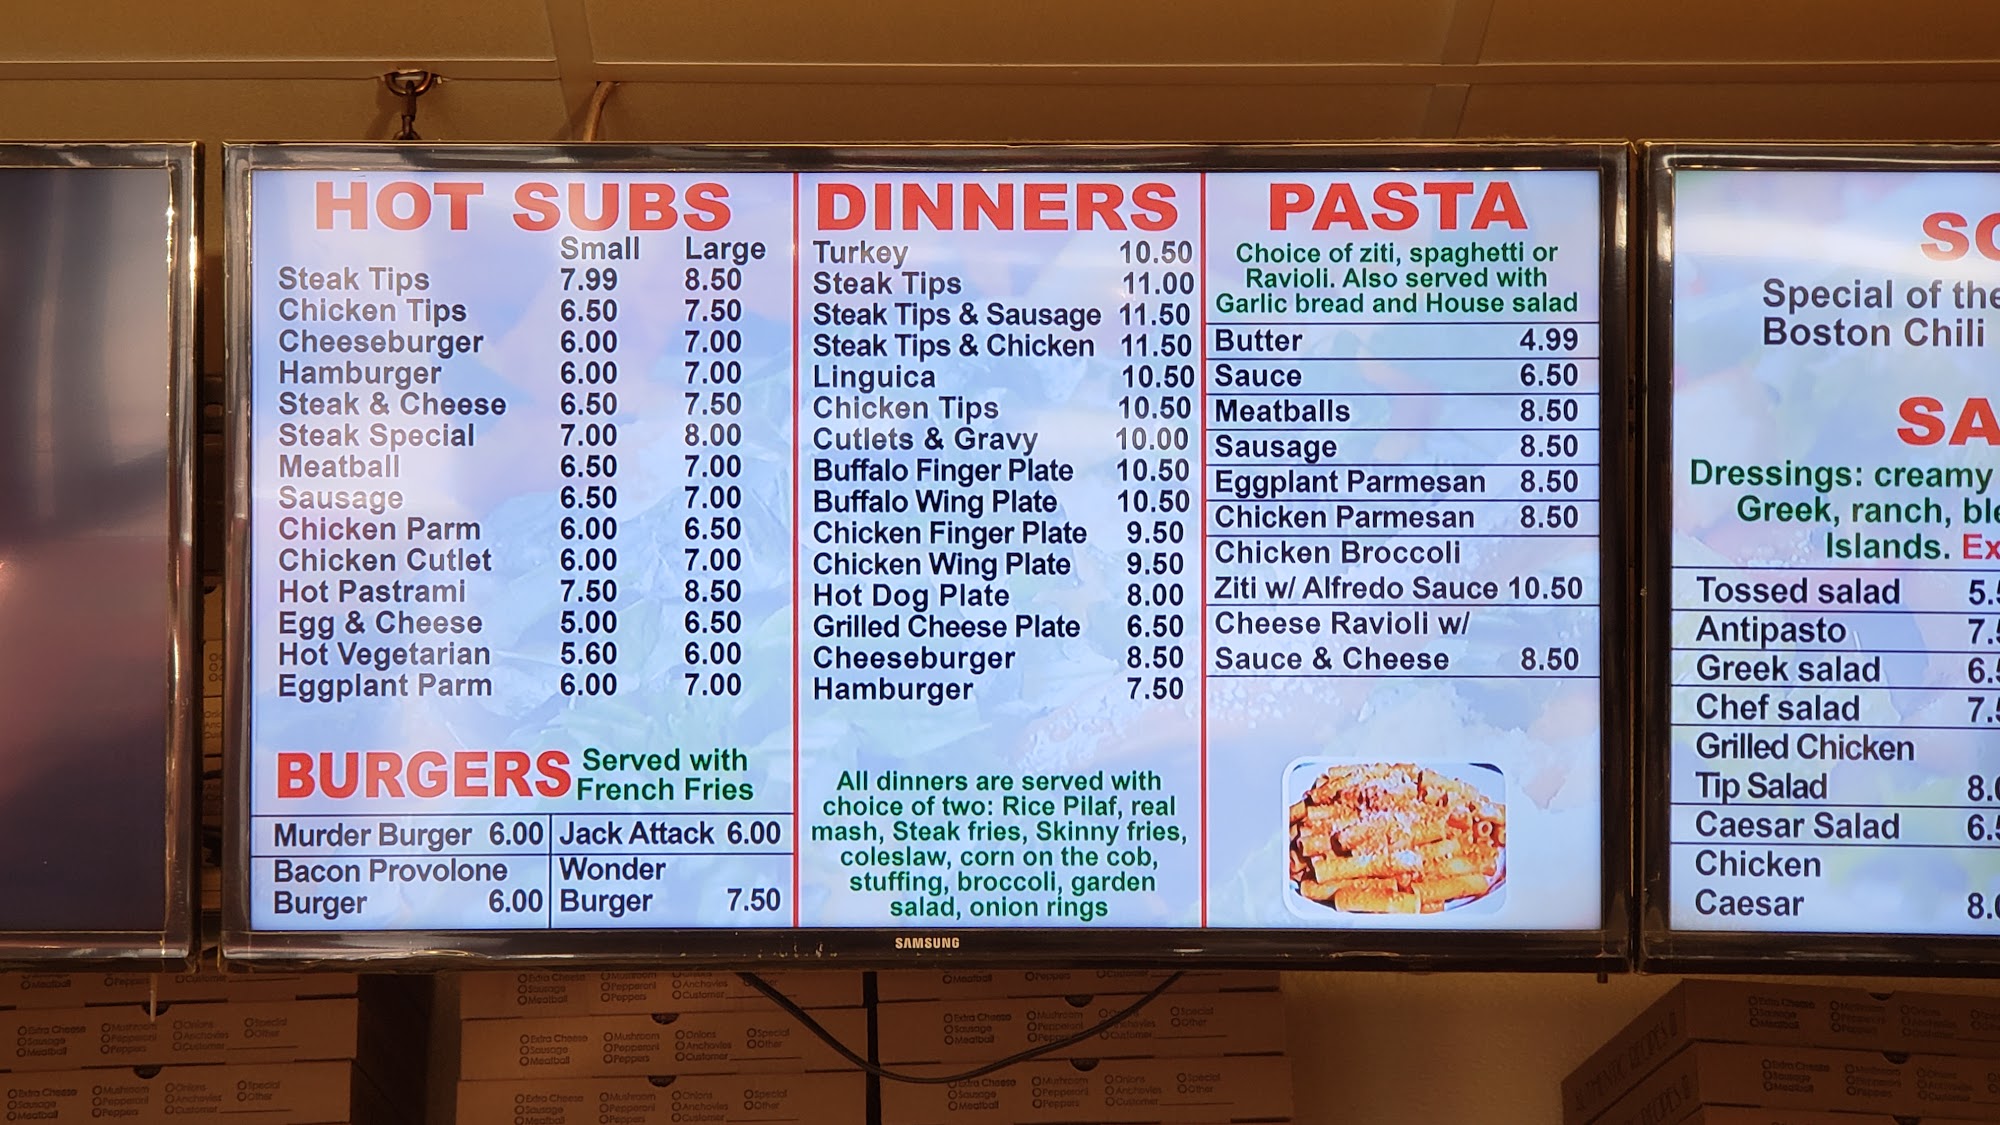 HOT SUBS
Small Large
Steak Tips 7.99 8.50
Chicken Tips 6.50 7.50
Cheeseburger 6.00 7.00
Hamburger 6.00 7.00
Steak & Cheese 6.50 7.50
Steak Special 7.00 8.00
Meatball 6.50 7.00
Sausage 6.50 7.00
Chicken Parm 6.00 6.50
Chicken Cutlet 6.00 7.00
Hot Pastrami 7.50 8.50
Egg & Cheese 5.00 6.50
Hot Vegetarian 5.60 6.00
Eggplant Parm 6.00 7.00
BURGERS Served with
French Fries
Murder Burger 6.00
Jack Attack 6.00
Bacon Provolone
Burger 6.00
Wonder
Burger 7.50
DINNERS
Turkey 10.50
Steak Tips 11.00
Steak Tips & Sausage 11.50
Steak Tips & Chicken 11.50
Linguica 10.50
Chicken Tips 10.50
Cutlets & Gravy 10.00
Buffalo Finger Plate 10.50
Buffalo Wing Plate 10.50
Chicken Finger Plate 9.50
Chicken Wing Plate 9.50
Hot Dog Plate 8.00
Grilled Cheese Plate 6.50
Cheeseburger 8.50
Hamburger 7.50
All dinners are served with
choice of two: Rice Pilaf, real
mash, Steak fries, Skinny fries,
coleslaw, corn on the cob,
stuffing, broccoli, garden
salad, onion rings
PASTA
Choice of ziti, spaghetti or
Ravioli. Also served with
Garlic bread and House salad
Butter 4.99
Sauce 6.50
Meatballs 8.50
Sausage 8.50
Eggplant Parmesan 8.50
Chicken Parmesan 8.50
Chicken Broccoli
Ziti w/ Alfredo Sauce 10.50
Cheese Ravioli w/
Sauce & Cheese 8.50
SAMSUNG
Special of the
Boston Chili
Dressings: creamy
Greek, ranch,
Islands.
Tossed salad
Antipasto
Greek salad
Chef salad
Grilled Chicken
Tip Salad
Caesar Salad
Chicken
Caesar
Extra Cheese Mushroom Onions Special
Sausage Pepperoni Anchovies Other
Meatball Peppers Customer